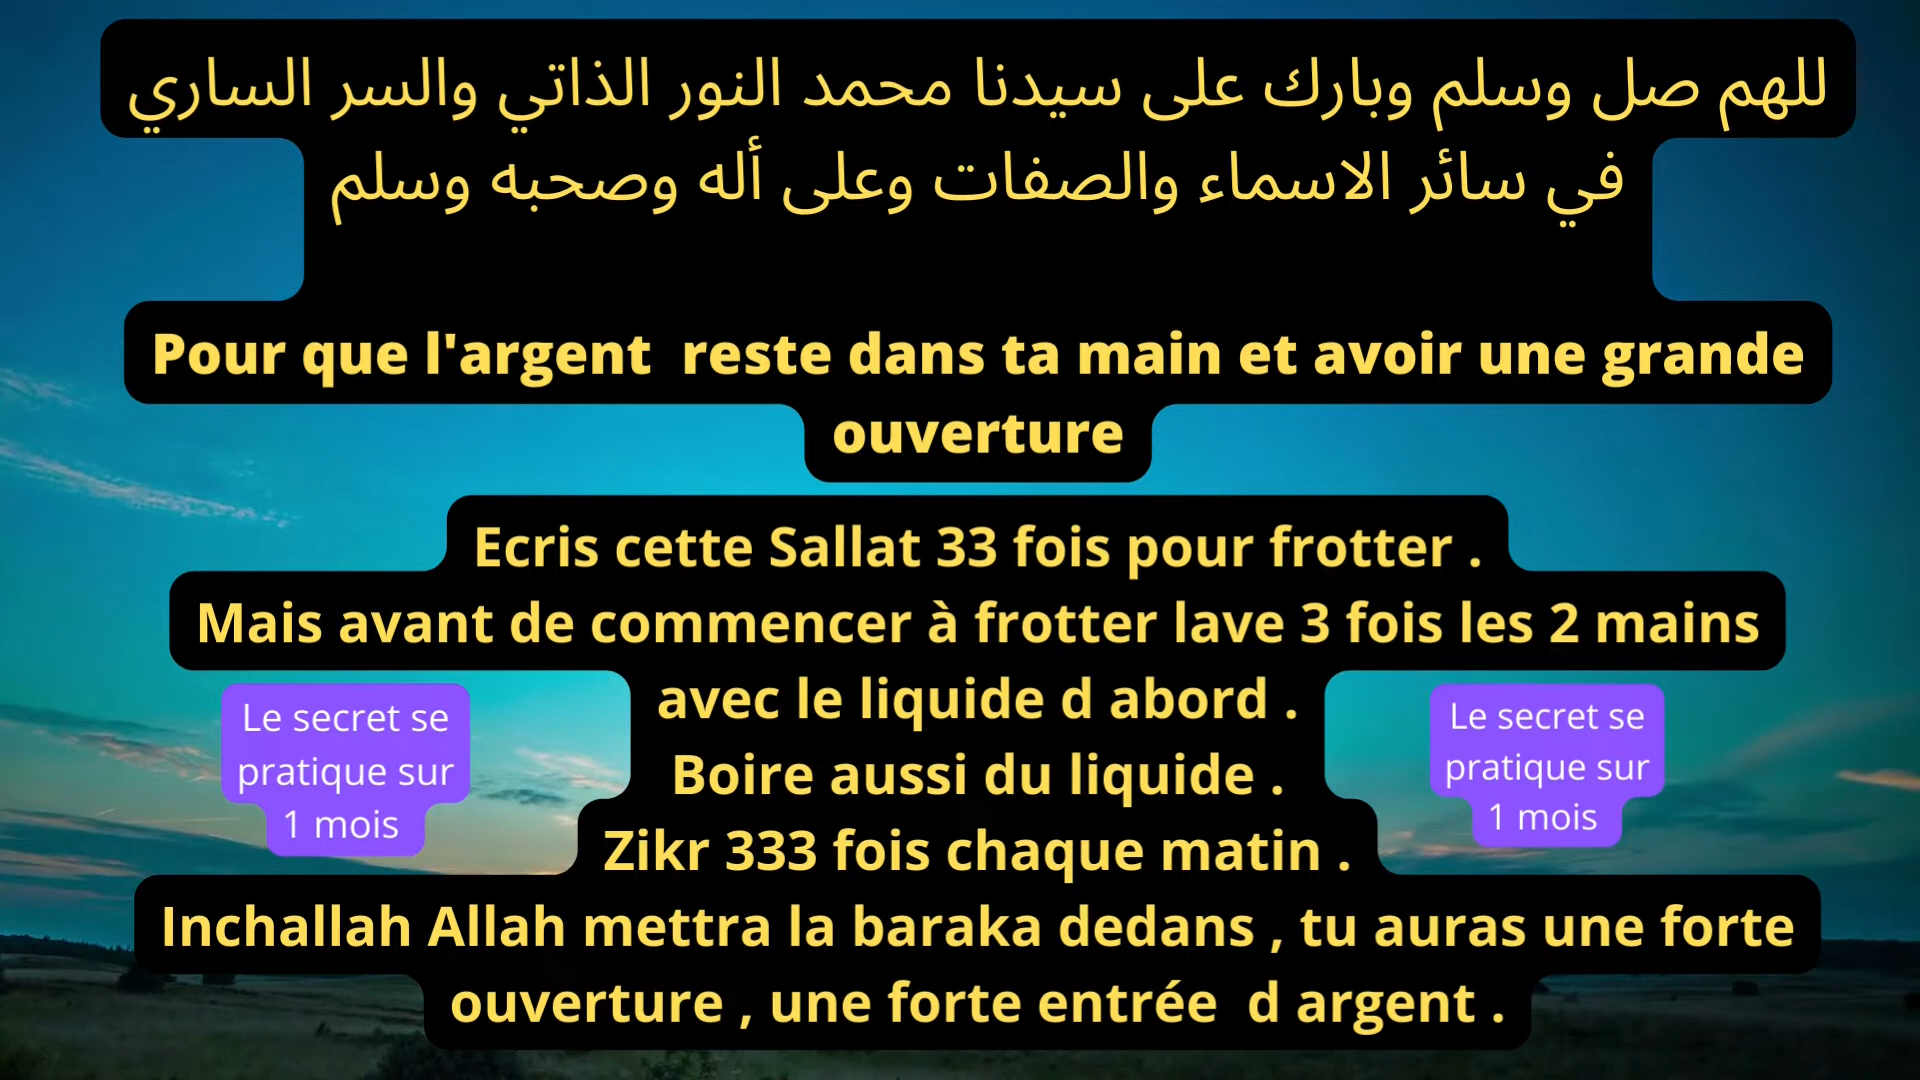 للهم صل وسلم وبارك على سيدنا محمد النور الذاتي والسر الساري
في سائر الاسماء والصفات وعلى أله وصحبه وسلم
Pour que l'argent  reste dans ta main et avoir une grande
ouverture
Ecris cette Sallat 33 fois pour frotter .
Mais avant de commencer à frotter lave 3 fois les 2 mains
avec le liquide d abord .
Boire aussi du liquide .
Zikr 333 fois chaque matin .
Inchallah Allah mettra la baraka dedans , tu auras une forte
ouverture , une forte entrée  d argent .
Le secret se
pratique sur
1 mois
Le secret se
pratique sur
1 mois